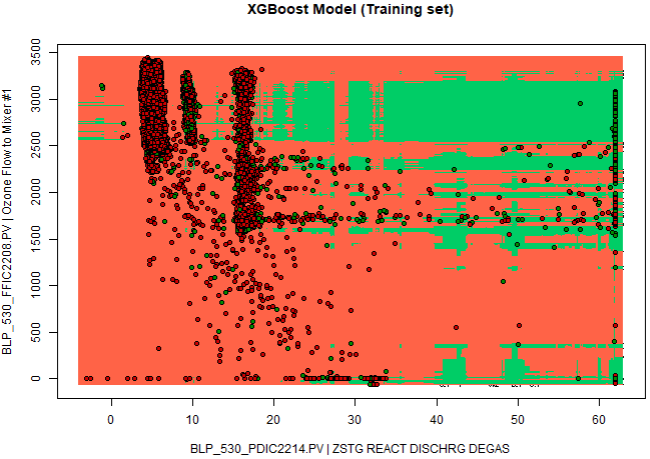 XGBoost Model (Training set)
BLP_530_FFIC2208.PV | Ozone Flow to Mixer #1
3500
3000
2500
2000
1500
1000
500
0
0 10 20 30 40 50 60
BLP_530_PDIC2214.PV | ZSTG REACT DISCHRG DEGAS